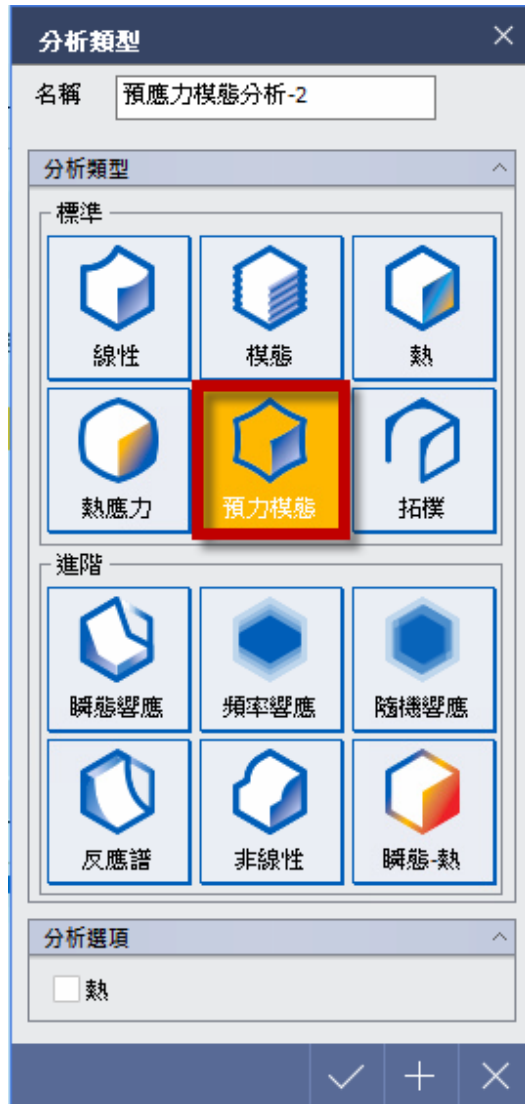 分析類型
名稱 預應力模態分析-2
分析類型
標準
線性 模態 熱
熱應力 預力模態 拓樸
進階
瞬態響應 頻率響應 隨機響應
反應譜 非線性 瞬態-熱
分析選項
熱